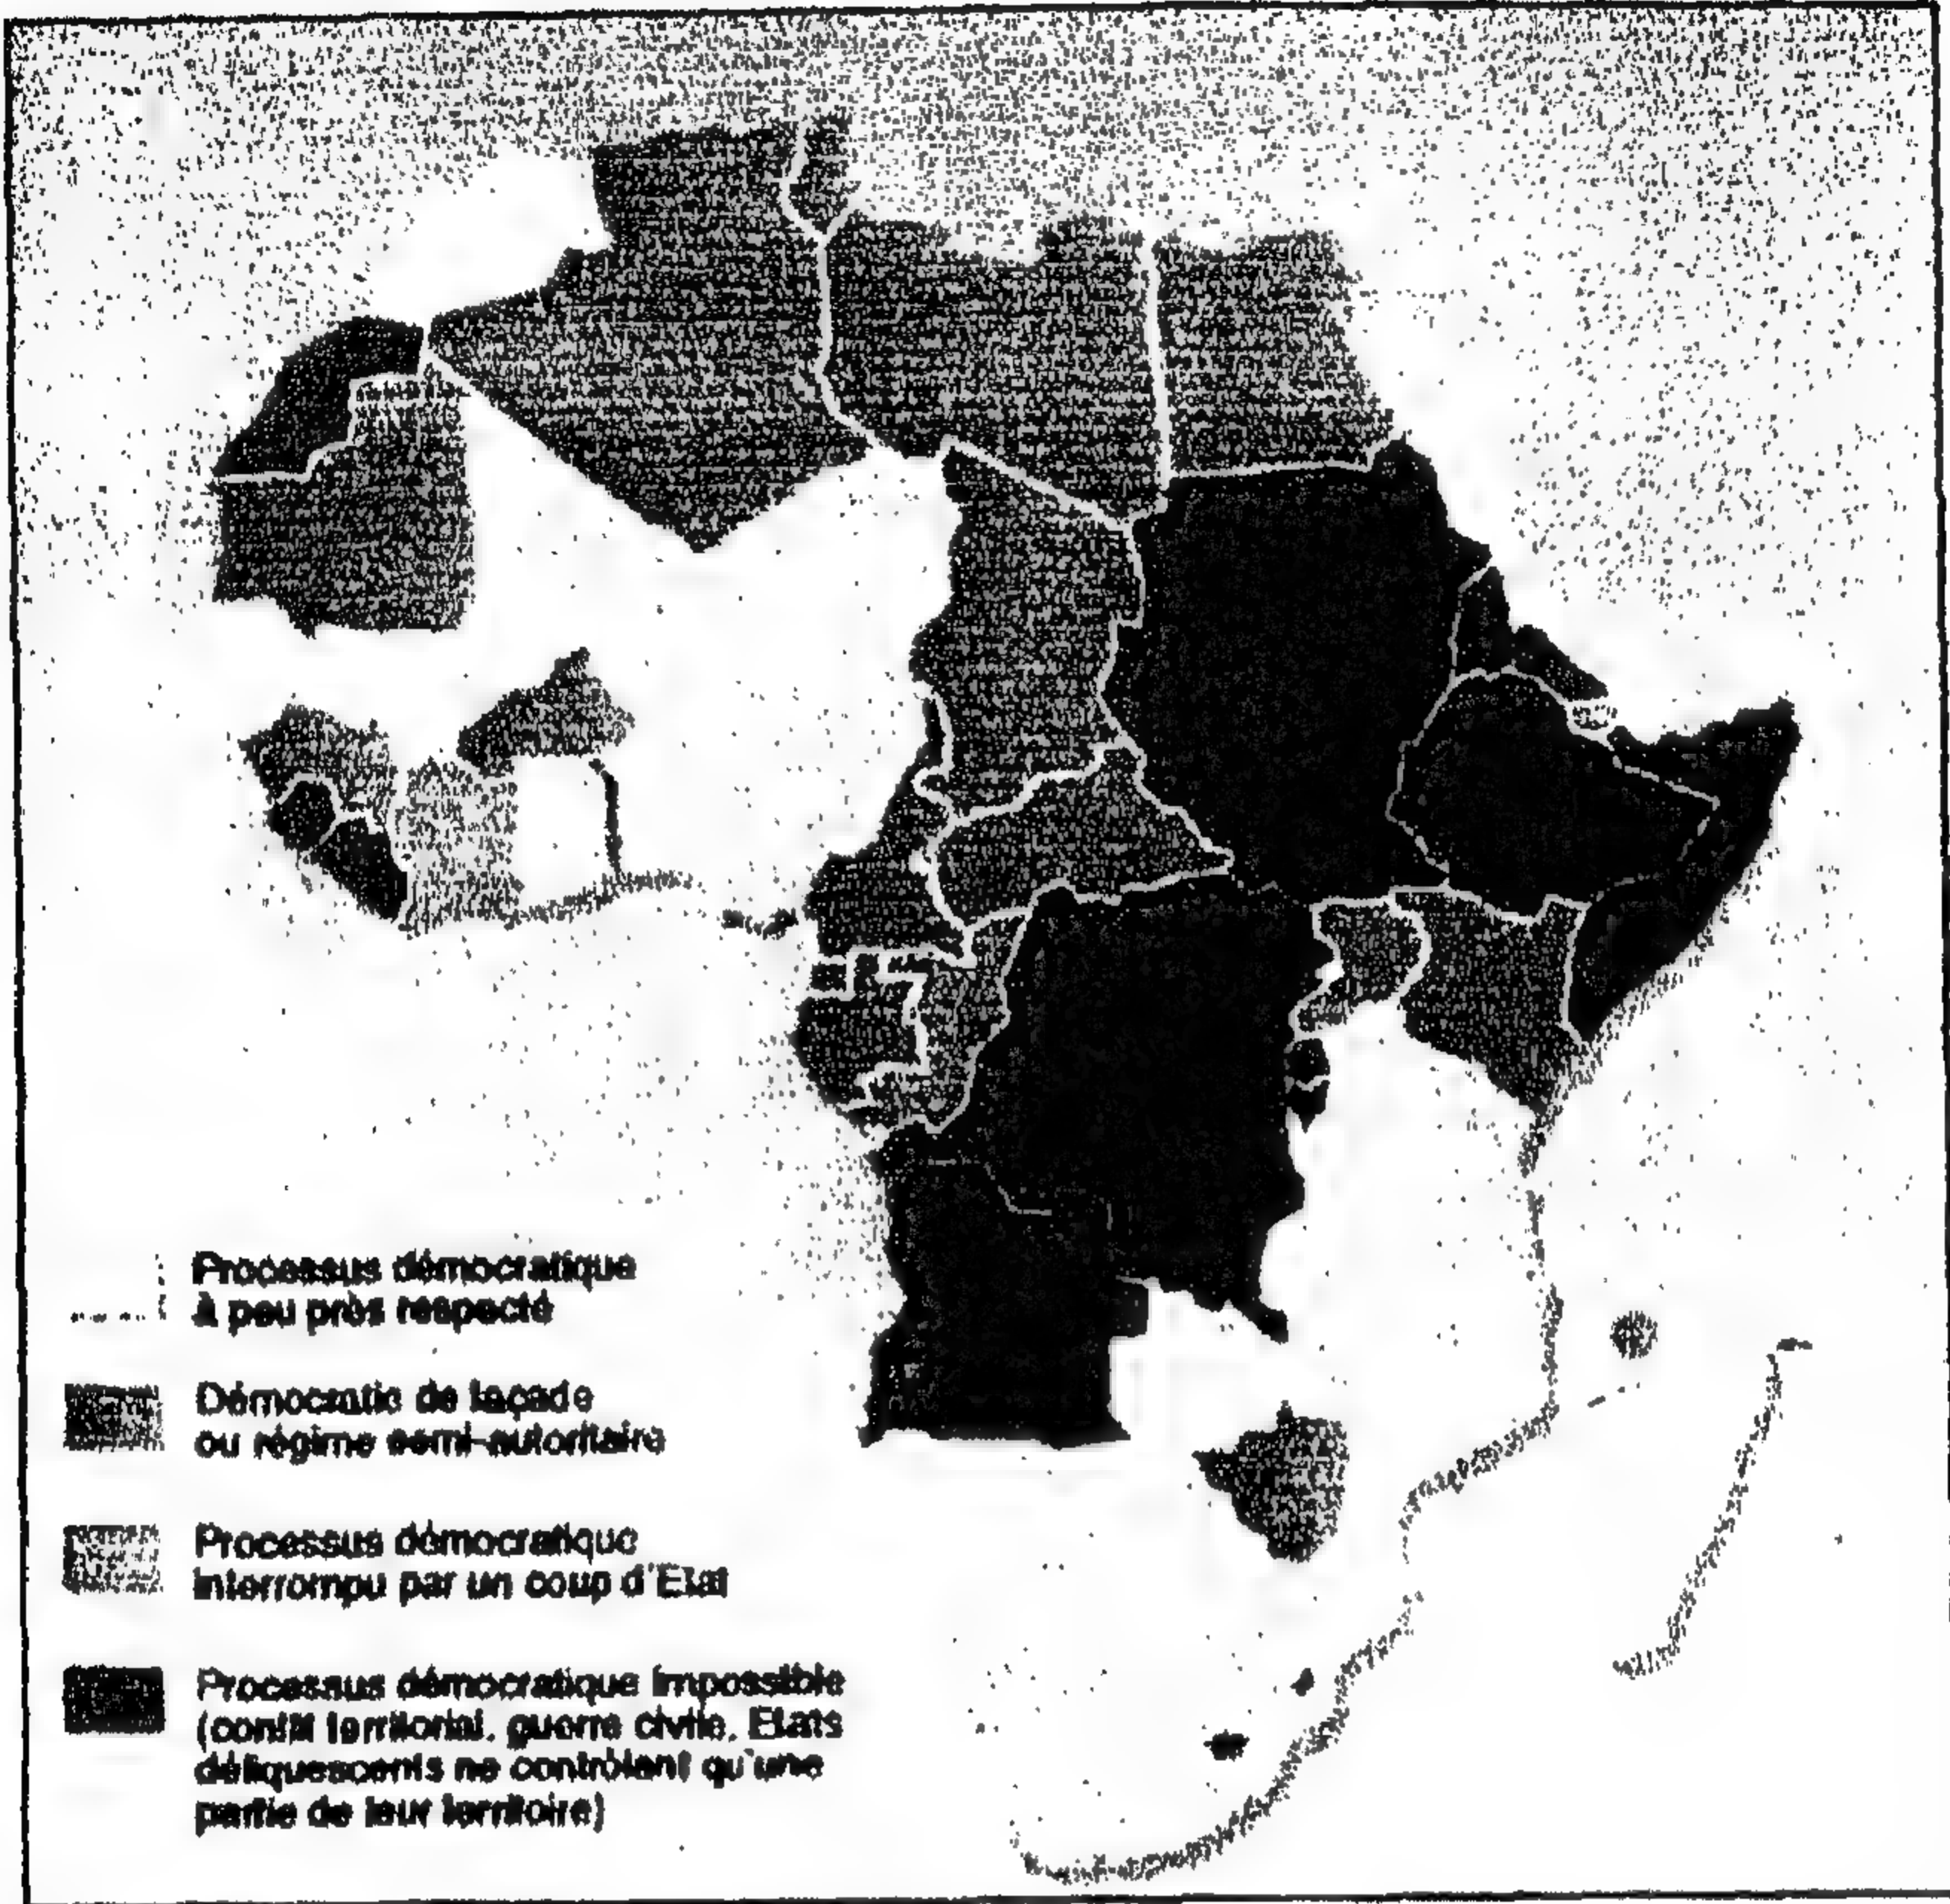 Processus démocratique
à peu près respecté
Démocratie de façade
ou régime semi-autoritaire
Processus démocratique
interrompu par un coup d'Etat
Processus démocratique impossible
(conflit territorial, guerre civile, Etats
déliquescents ne contrôlant qu'une
partie de leur territoire)